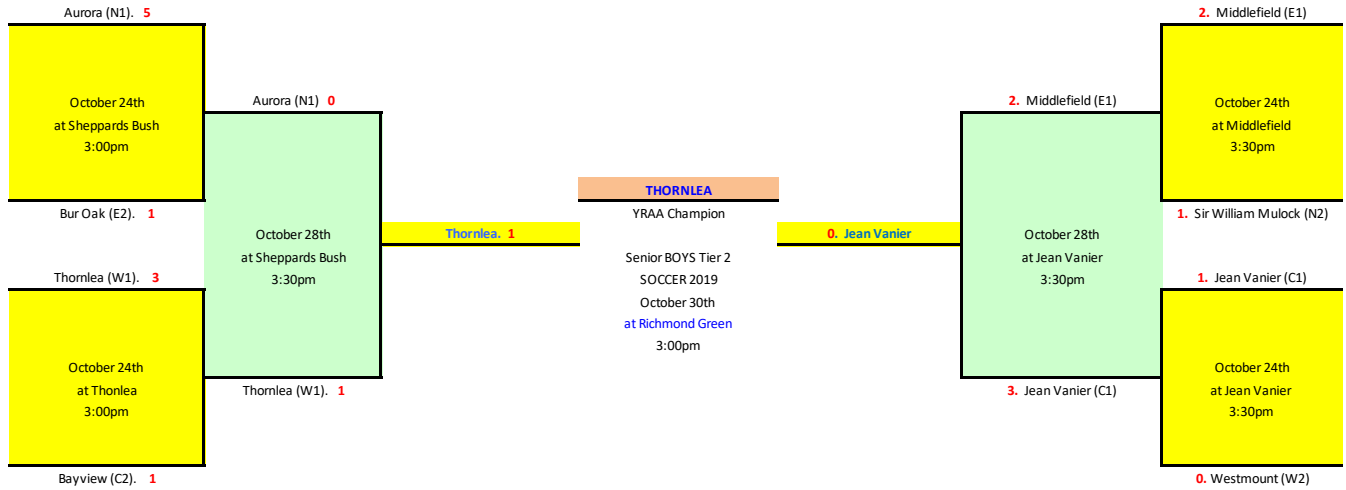 Aurora (N1). 5
October 24th
at Sheppards Bush
3:00pm
Bur Oak (E2). 1
Thornlea (W1). 3
October 24th
at Thonlea
3:00pm
Bayview (C2). 1
Aurora (N1) 0
October 28th
at Sheppards Bush
3:30pm
Thornlea (W1). 1
Thornlea. 1
THORNLEA
YRAA Champion
Senior BOYS Tier 2
SOCCER 2019
October 30th
at Richmond Green
3:00pm
0. Jean Vanier
2. Middlefield (E1)
October 28th
at Jean Vanier
3:30pm
3. Jean Vanier (C1)
2. Middlefield (E1)
October 24th
at Middlefield
3:30pm
1. Sir William Mulock (N2)
1. Jean Vanier (C1)
October 24th
at Jean Vanier
3:30pm
0. Westmount (W2)